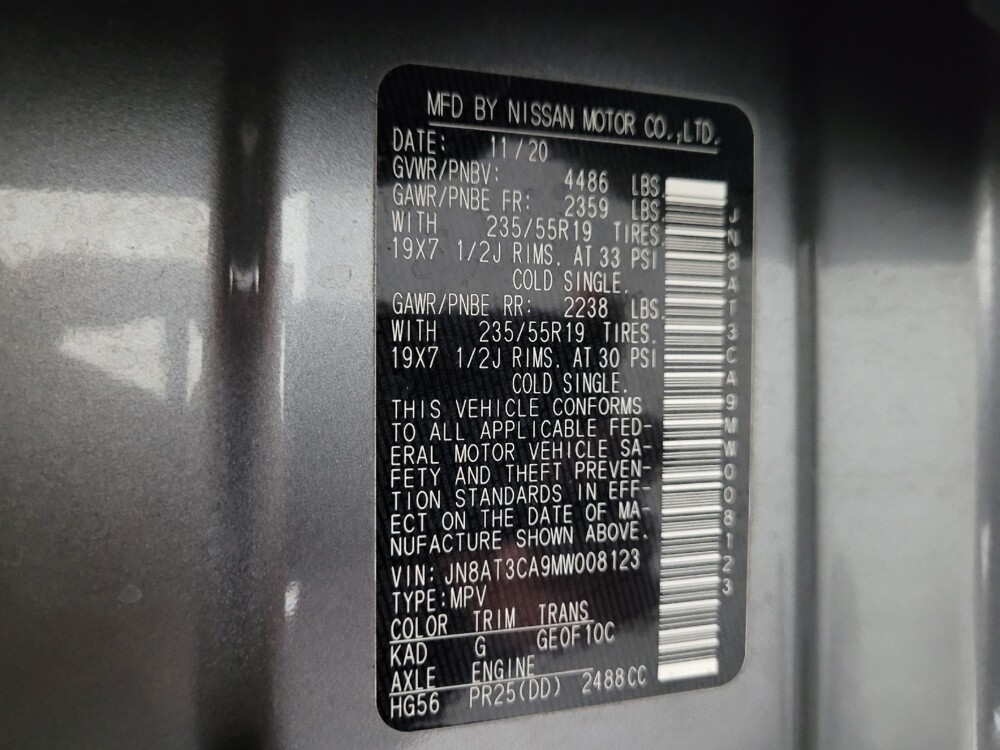 MFD BY NISSAN MOTOR CO.,LTD.
DATE: 11/20
GVWR/PNBV: 4486 LBS.
GAWR/PNBE FR: 2359 LBS.
WITH 235/55R19 TIRES.
19X7 1/2J RIMS. AT 33 PSI
COLD SINGLE.
GAWR/PNBE RR: 2238 LBS.
WITH 235/55R19 TIRES.
19X7 1/2J RIMS. AT 30 PSI
COLD SINGLE.
THIS VEHICLE CONFORMS
TO ALL APPLICABLE FED-
ERAL MOTOR VEHICLE SA-
FETY AND THEFT PREVEN-
TION STANDARDS IN EFF-
ECT ON THE DATE OF MA-
NUFACTURE SHOWN ABOVE.
VIN: JN8AT3CA9MW008123
TYPE:MPV
COLOR TRIM TRANS
KAD G GE0F10C
AXLE ENGINE
HG56 PR25(DD) 2488CC
JN8AT3CA9MW008123